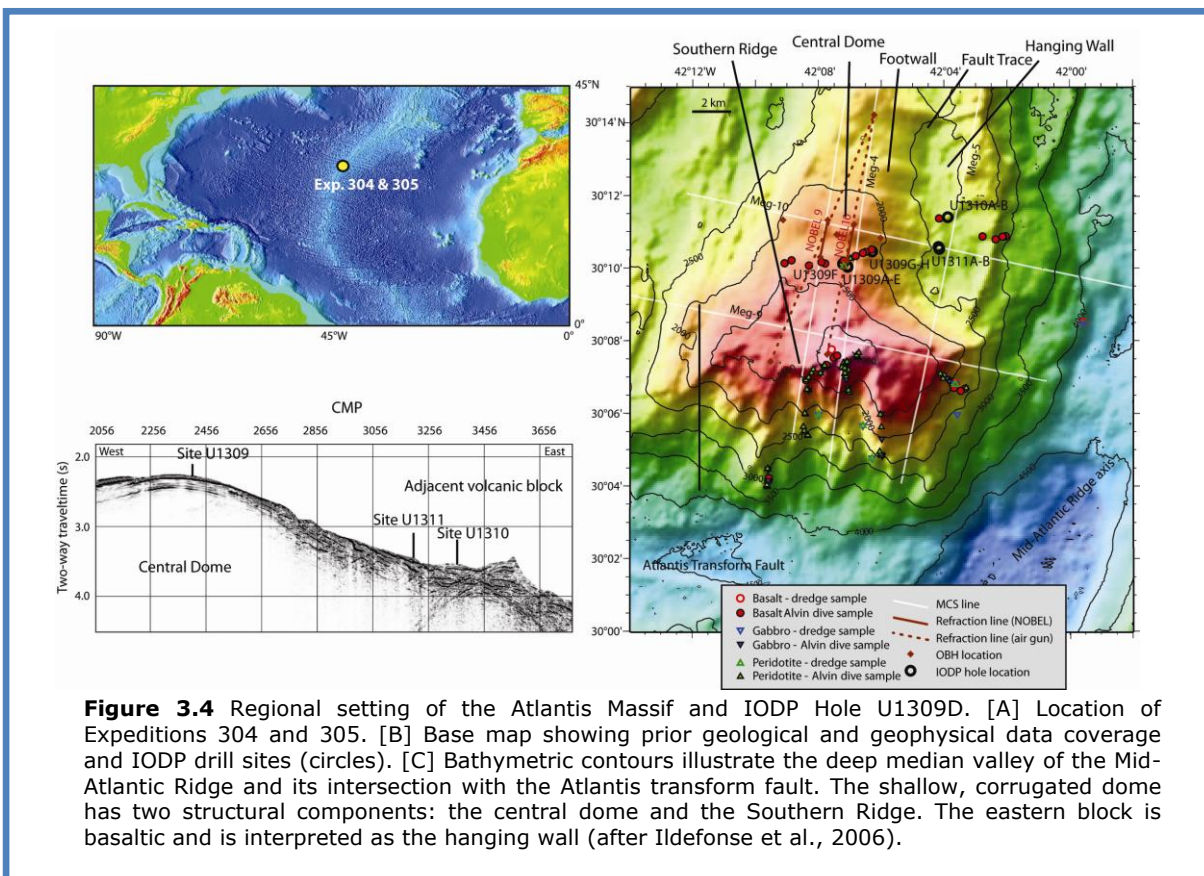 45°N
Exp. 304 & 305
90°W
45°W
0°
0°
CMP
2056 2256 2456 2656 2856 3056 3256 3456 3656
West
East
Site U1309
Adjacent volcanic block
Site U1311
Site U1310
Central Dome
Two-way traveltime (s)
2.0
3.0
4.0
Southern Ridge
Central Dome
Footwall
Fault Trace
Hanging Wall
42°12'W
42°08'
42°04'
42°00'
2 km
30°14'N
30°12'
30°10'
30°08'
30°06'
30°04'
30°02'
30°00'
Meg-4
Meg-5
Meg-10
Meg-9
NOBEL 9
NOBEL 10
U1310A-B
U1311A-B
U1309G-H
U1309F
U1309A-E
2000
2500
2500
2000
3000
3500
2500
3000
4500
4000
Atlantis Transform Fault
Mid-Atlantic Ridge axis
Basalt - dredge sample
Basalt Alvin dive sample
Gabbro - dredge sample
Gabbro - Alvin dive sample
Peridotite - dredge sample
Peridotite - Alvin dive sample
MCS line
Refraction line (NOBEL)
Refraction line (air gun)
OBH location
IODP hole location
Figure 3.4 Regional setting of the Atlantis Massif and IODP Hole U1309D. [A] Location of
Expeditions 304 and 305. [B] Base map showing prior geological and geophysical data coverage
and IODP drill sites (circles). [C] Bathymetric contours illustrate the deep median valley of the Mid-
Atlantic Ridge and its intersection with the Atlantis transform fault. The shallow, corrugated dome
has two structural components: the central dome and the Southern Ridge. The eastern block is
basaltic and is interpreted as the hanging wall (after Ildefonse et al., 2006).